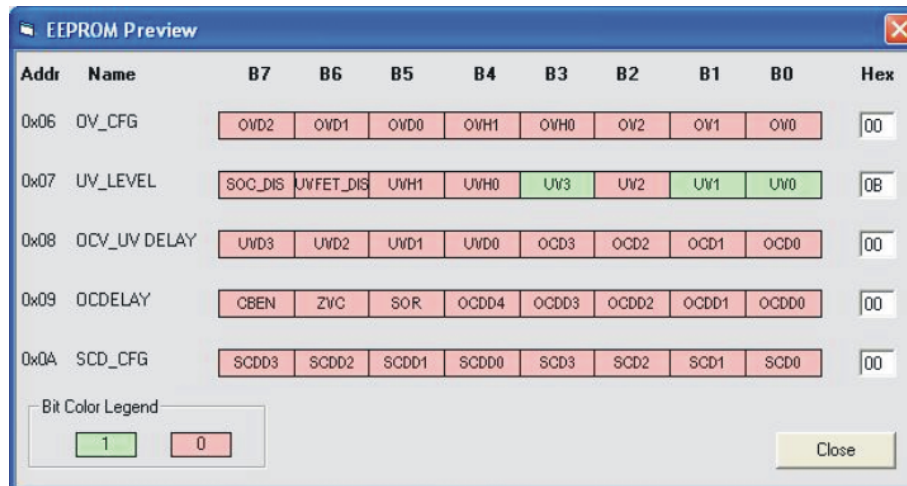 EEPROM Preview
Addr Name B7 B6 B5 B4 B3 B2 B1 B0 Hex
0x06 OV_CFG OVD2 OVD1 OVD0 OVH1 OVH0 OV2 OV1 OV0 00
0x07 UV_LEVEL SOC_DIS UVFET_DIS UVH1 UVH0 UV3 UV2 UV1 UV0 0B
0x08 OCV_UV DELAY UVD3 UVD2 UVD1 UVD0 OCD3 OCD2 OCD1 OCD0 00
0x09 OCDELAY CBEN ZVC SOR OCDD4 OCDD3 OCDD2 OCDD1 OCDD0 00
0x0A SCD_CFG SCDD3 SCDD2 SCDD1 SCDD0 SCD3 SCD2 SCD1 SCD0 00
Bit Color Legend
1 0
Close